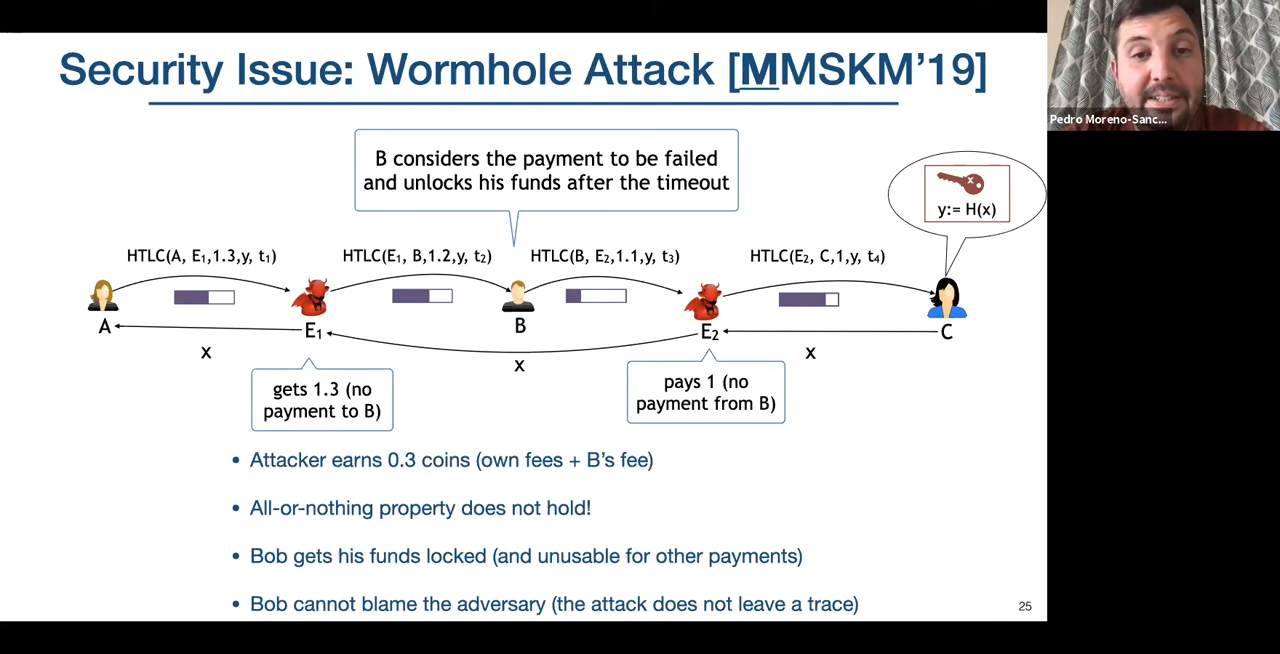 Security Issue: Wormhole Attack [MMSKM'19]
Pedro Moreno-Sanc...
B considers the payment to be failed
and unlocks his funds after the timeout
x
y:= H(x)
HTLC(A, E₁,1.3,y, t₁)
HTLC(E₁, B,1.2,y, t₂)
HTLC(B, E₂,1.1,y, t₃)
HTLC(E₂, C,1,y, t₄)
A
E₁
B
E₂
C
x
x
x
gets 1.3 (no
payment to B)
pays 1 (no
payment from B)
• Attacker earns 0.3 coins (own fees + B's fee)
• All-or-nothing property does not hold!
• Bob gets his funds locked (and unusable for other payments)
• Bob cannot blame the adversary (the attack does not leave a trace)
25